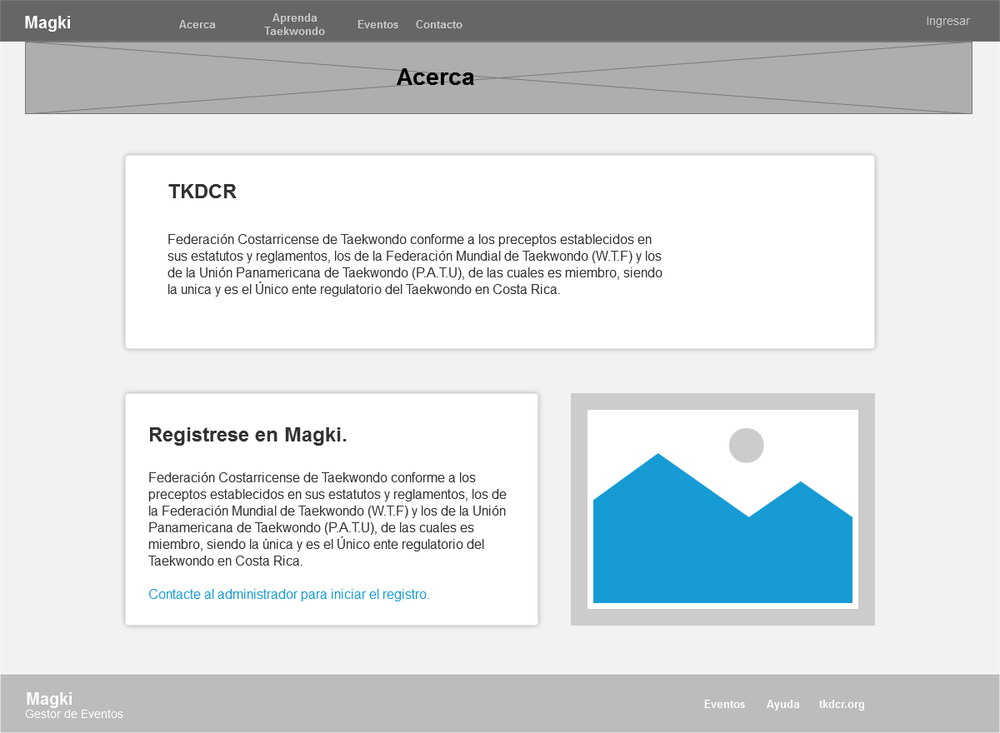 Magki
Acerca
Aprenda
Taekwondo
Eventos
Contacto
Ingresar
Acerca
TKDCR
Federación Costarricense de Taekwondo conforme a los preceptos establecidos en
sus estatutos y reglamentos, los de la Federación Mundial de Taekwondo (W.T.F) y los
de la Unión Panamericana de Taekwondo (P.A.T.U), de las cuales es miembro, siendo
la unica y es el Único ente regulatorio del Taekwondo en Costa Rica.
Registrese en Magki.
Federación Costarricense de Taekwondo conforme a los
preceptos establecidos en sus estatutos y reglamentos, los de
la Federación Mundial de Taekwondo (W.T.F) y los de la Unión
Panamericana de Taekwondo (P.A.T.U), de las cuales es
miembro, siendo la única y es el Único ente regulatorio del
Taekwondo en Costa Rica.
Contacte al administrador para iniciar el registro.
Magki
Gestor de Eventos
Eventos
Ayuda
tkdcr.org